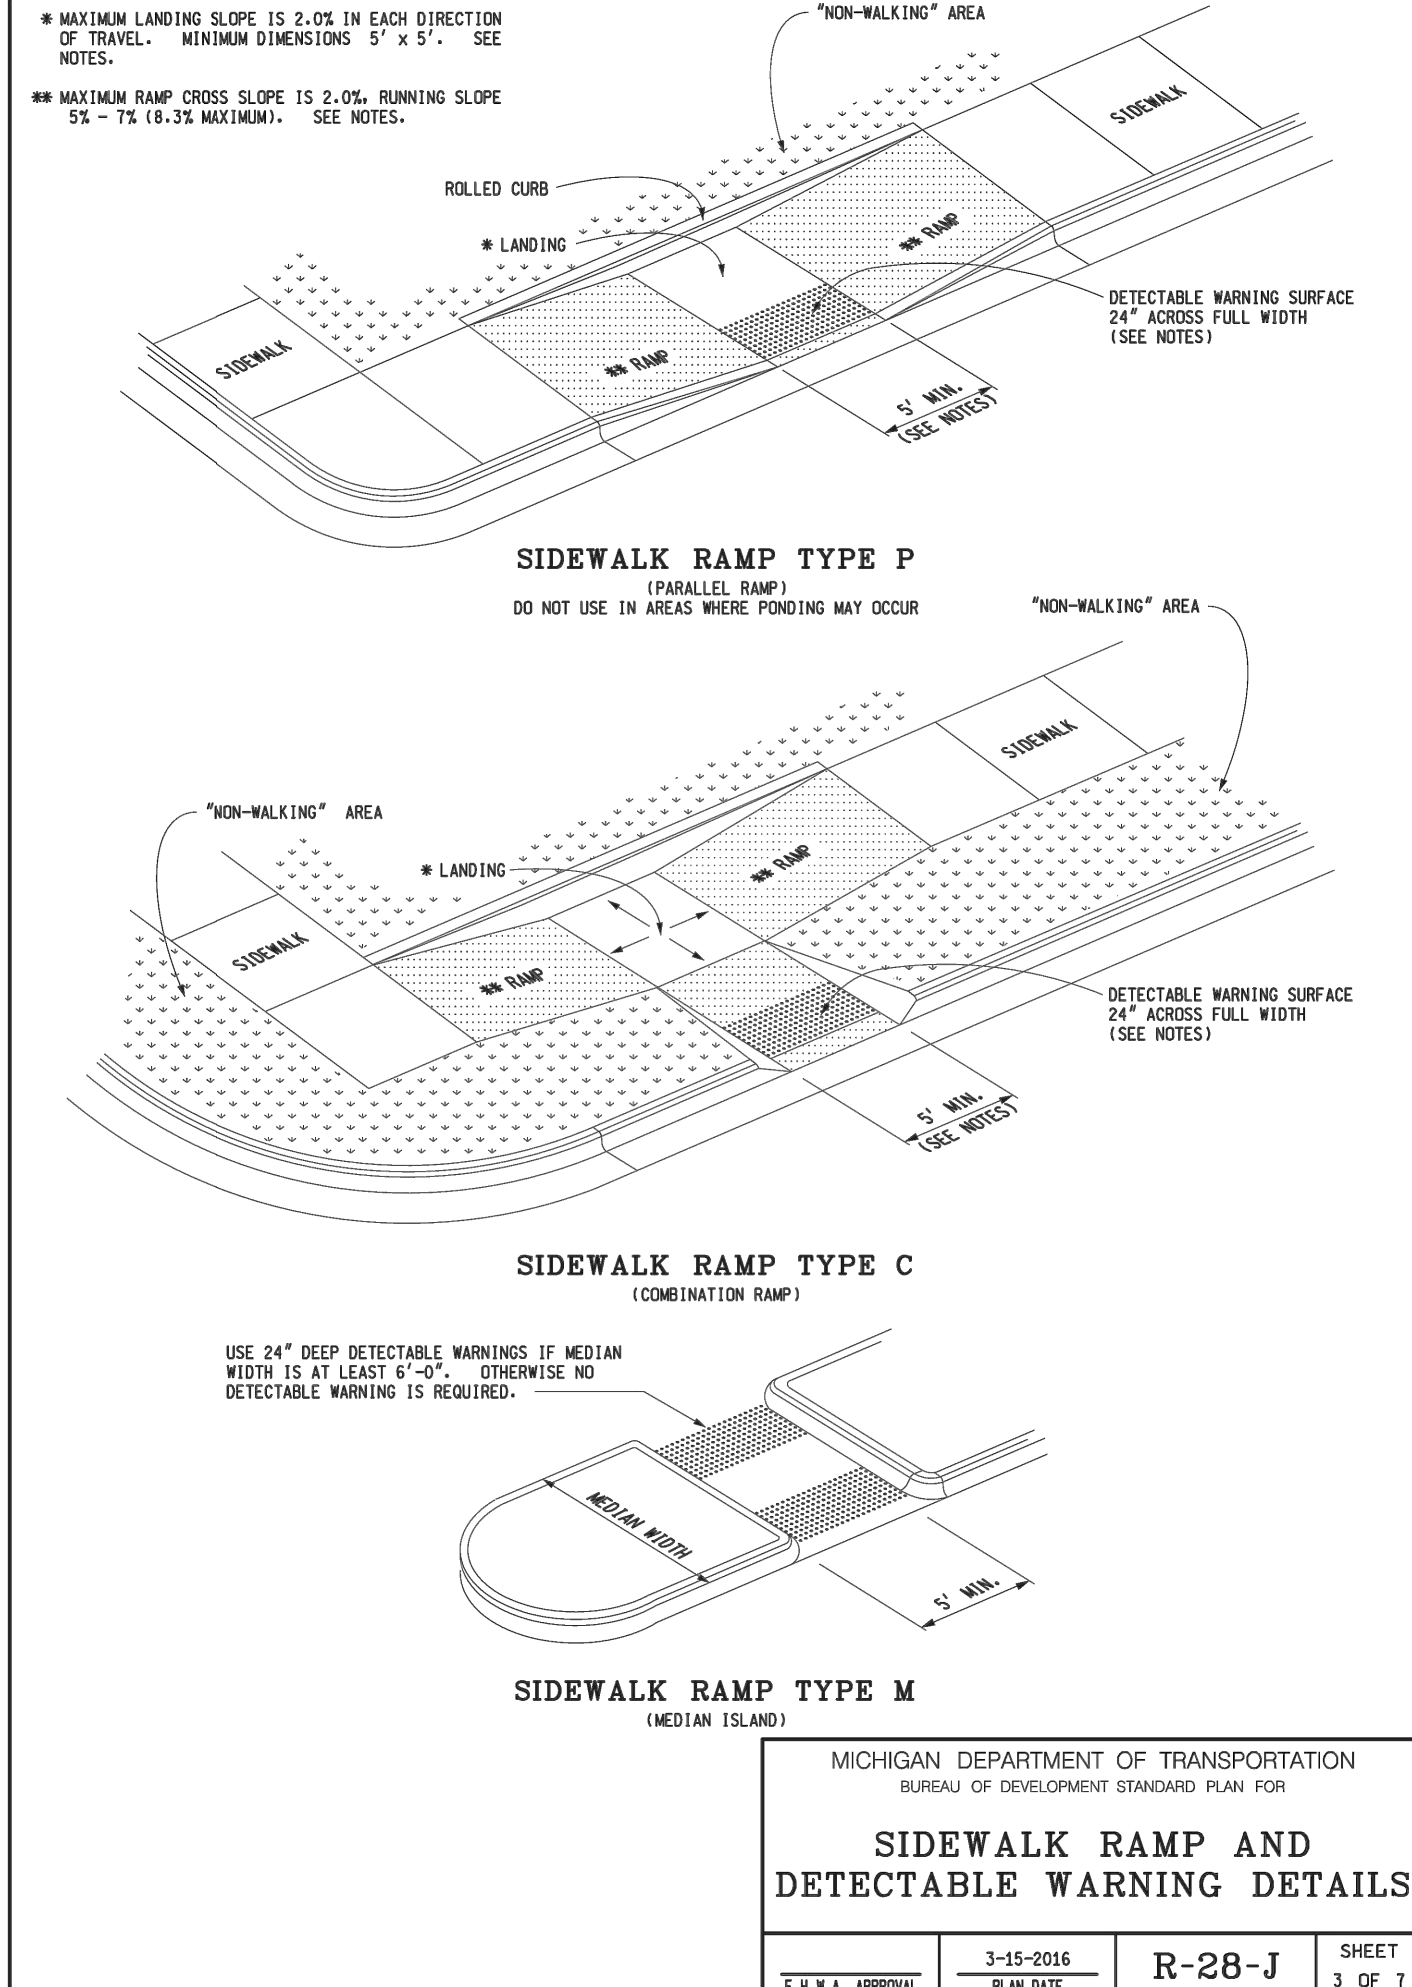 * MAXIMUM LANDING SLOPE IS 2.0% IN EACH DIRECTION
OF TRAVEL. MINIMUM DIMENSIONS 5' x 5'. SEE
NOTES.
** MAXIMUM RAMP CROSS SLOPE IS 2.0%, RUNNING SLOPE
5% - 7% (8.3% MAXIMUM). SEE NOTES.
"NON-WALKING" AREA
SIDEWALK
ROLLED CURB
* LANDING
** RAMP
DETECTABLE WARNING SURFACE
24" ACROSS FULL WIDTH
(SEE NOTES)
SIDEWALK
** RAMP
5' MIN.
(SEE NOTES)
SIDEWALK RAMP TYPE P
(PARALLEL RAMP)
DO NOT USE IN AREAS WHERE PONDING MAY OCCUR
"NON-WALKING" AREA
SIDEWALK
"NON-WALKING" AREA
* LANDING
** RAMP
SIDEWALK
** RAMP
DETECTABLE WARNING SURFACE
24" ACROSS FULL WIDTH
(SEE NOTES)
5' MIN.
(SEE NOTES)
SIDEWALK RAMP TYPE C
(COMBINATION RAMP)
USE 24" DEEP DETECTABLE WARNINGS IF MEDIAN
WIDTH IS AT LEAST 6'-0". OTHERWISE NO
DETECTABLE WARNING IS REQUIRED.
MEDIAN WIDTH
5' MIN.
SIDEWALK RAMP TYPE M
(MEDIAN ISLAND)
MICHIGAN DEPARTMENT OF TRANSPORTATION
BUREAU OF DEVELOPMENT STANDARD PLAN FOR
SIDEWALK RAMP AND
DETECTABLE WARNING DETAILS
F.H.W.A. APPROVAL
3-15-2016
PLAN DATE
R-28-J
SHEET
3 OF 7